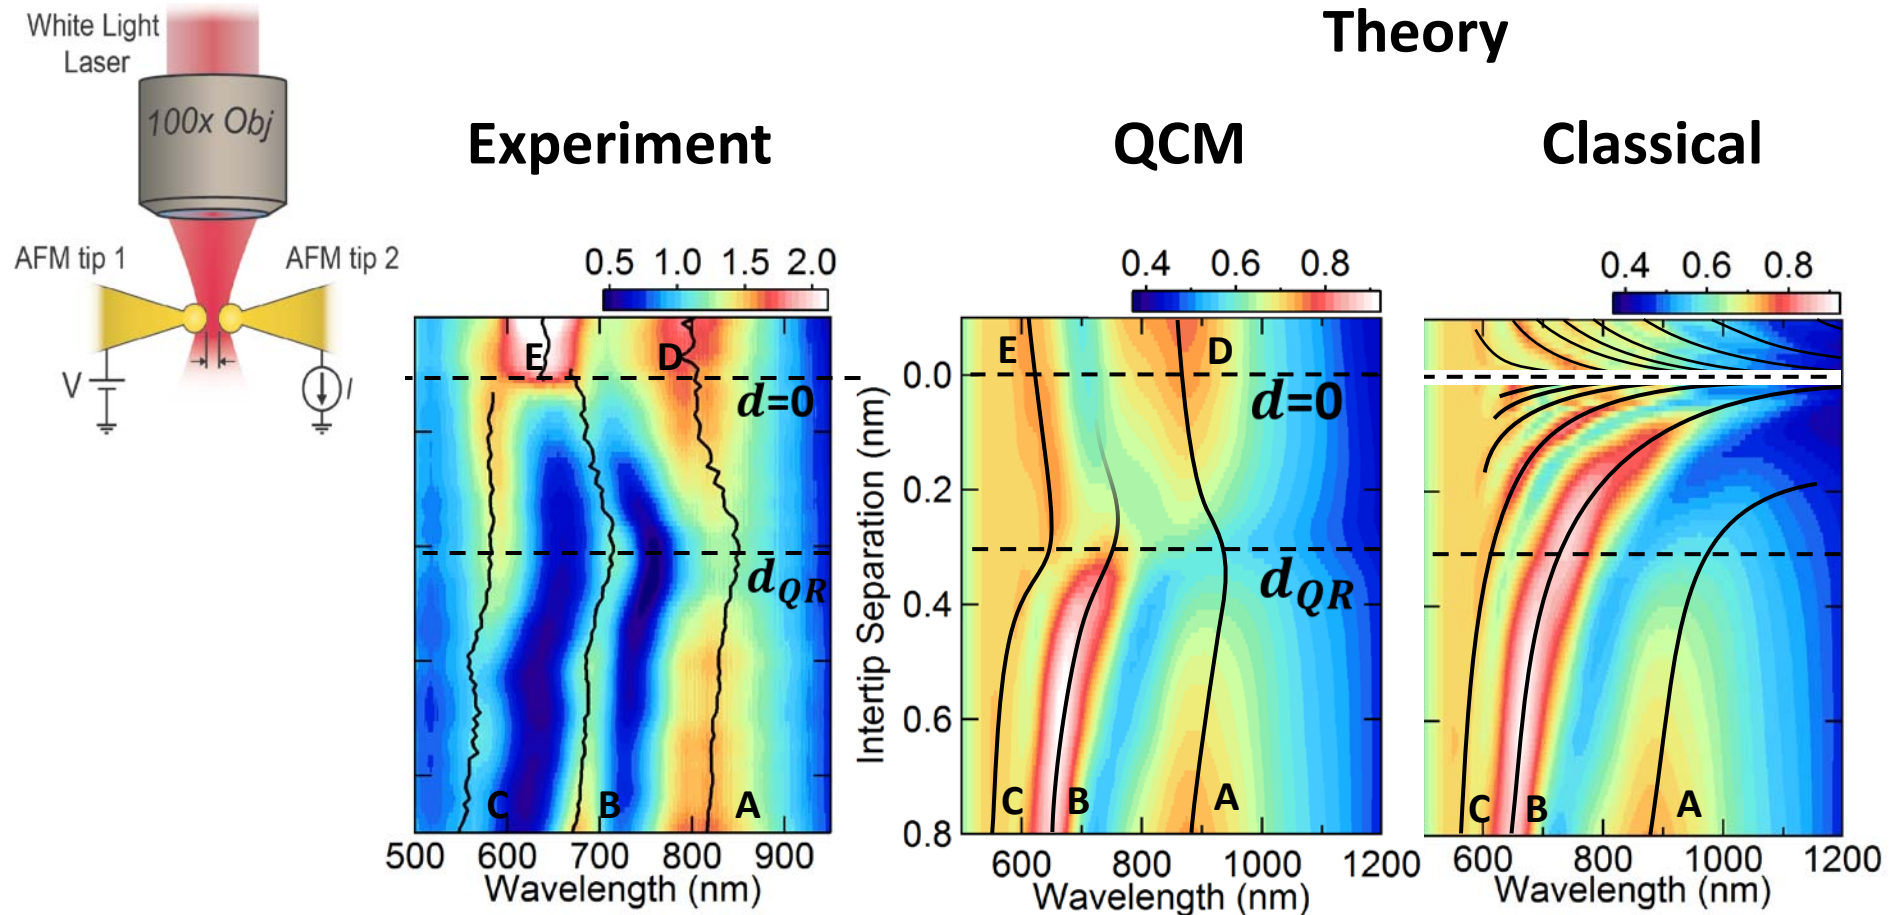 Theory
Experiment
QCM
Classical
White Light
Laser
100x Obj
AFM tip 1
AFM tip 2
V
I
0.5 1.0 1.5 2.0
E
D
d=0
d_QR
C
B
A
500 600 700 800 900
Wavelength (nm)
0.4 0.6 0.8
Intertip Separation (nm)
0.0
0.2
0.4
0.6
0.8
E
D
d=0
d_QR
C
B
A
600 800 1000 1200
Wavelength (nm)
0.4 0.6 0.8
C
B
A
600 800 1000 1200
Wavelength (nm)